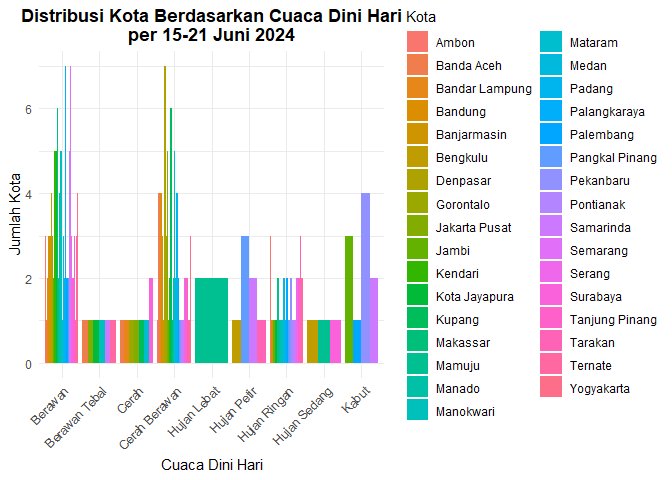 Distribusi Kota Berdasarkan Cuaca Dini Hari
per 15-21 Juni 2024
Kota
Ambon
Banda Aceh
Bandar Lampung
Bandung
Banjarmasin
Bengkulu
Denpasar
Gorontalo
Jakarta Pusat
Jambi
Kendari
Kota Jayapura
Kupang
Makassar
Mamuju
Manado
Manokwari
Mataram
Medan
Padang
Palangkaraya
Palembang
Pangkal Pinang
Pekanbaru
Pontianak
Samarinda
Semarang
Serang
Surabaya
Tanjung Pinang
Tarakan
Ternate
Yogyakarta
Jumlah Kota
6
4
2
0
Berawan
Berawan Tebal
Cerah
Cerah Berawan
Hujan Lebat
Hujan Petir
Hujan Ringan
Hujan Sedang
Kabut
Cuaca Dini Hari